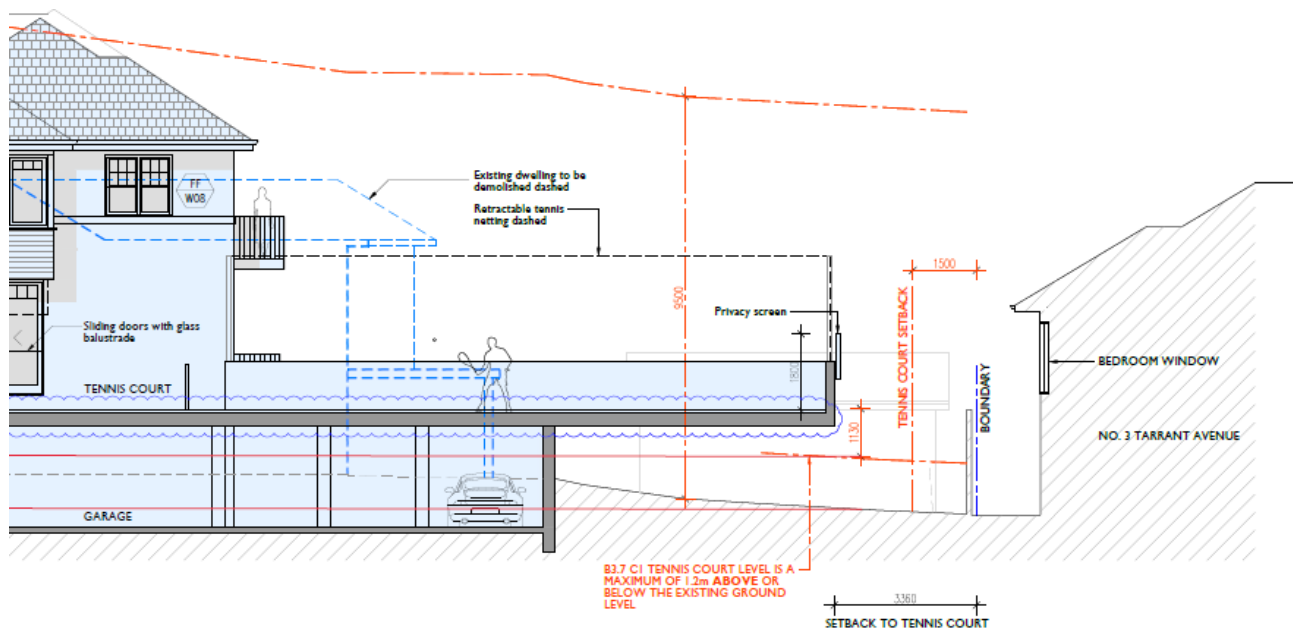 FF
W08
Existing dwelling to be
demolished dashed
Retractable tennis
netting dashed
1500
9500
TENNIS COURT SETBACK
Privacy screen
Sliding doors with glass
balustrade
BEDROOM WINDOW
1800
TENNIS COURT
BOUNDARY
1130
NO. 3 TARRANT AVENUE
GARAGE
B3.7 C1 TENNIS COURT LEVEL IS A
MAXIMUM OF 1.2m ABOVE OR
BELOW THE EXISTING GROUND
LEVEL
3360
SETBACK TO TENNIS COURT